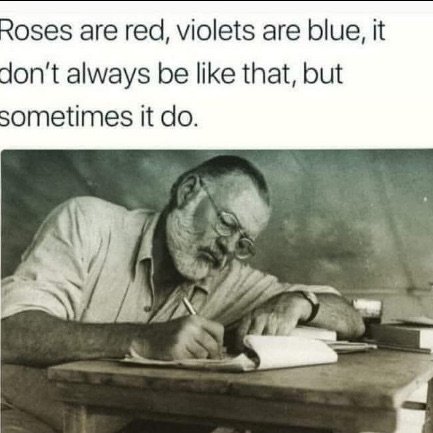 Roses are red, violets are blue, it
don't always be like that, but
sometimes it do.